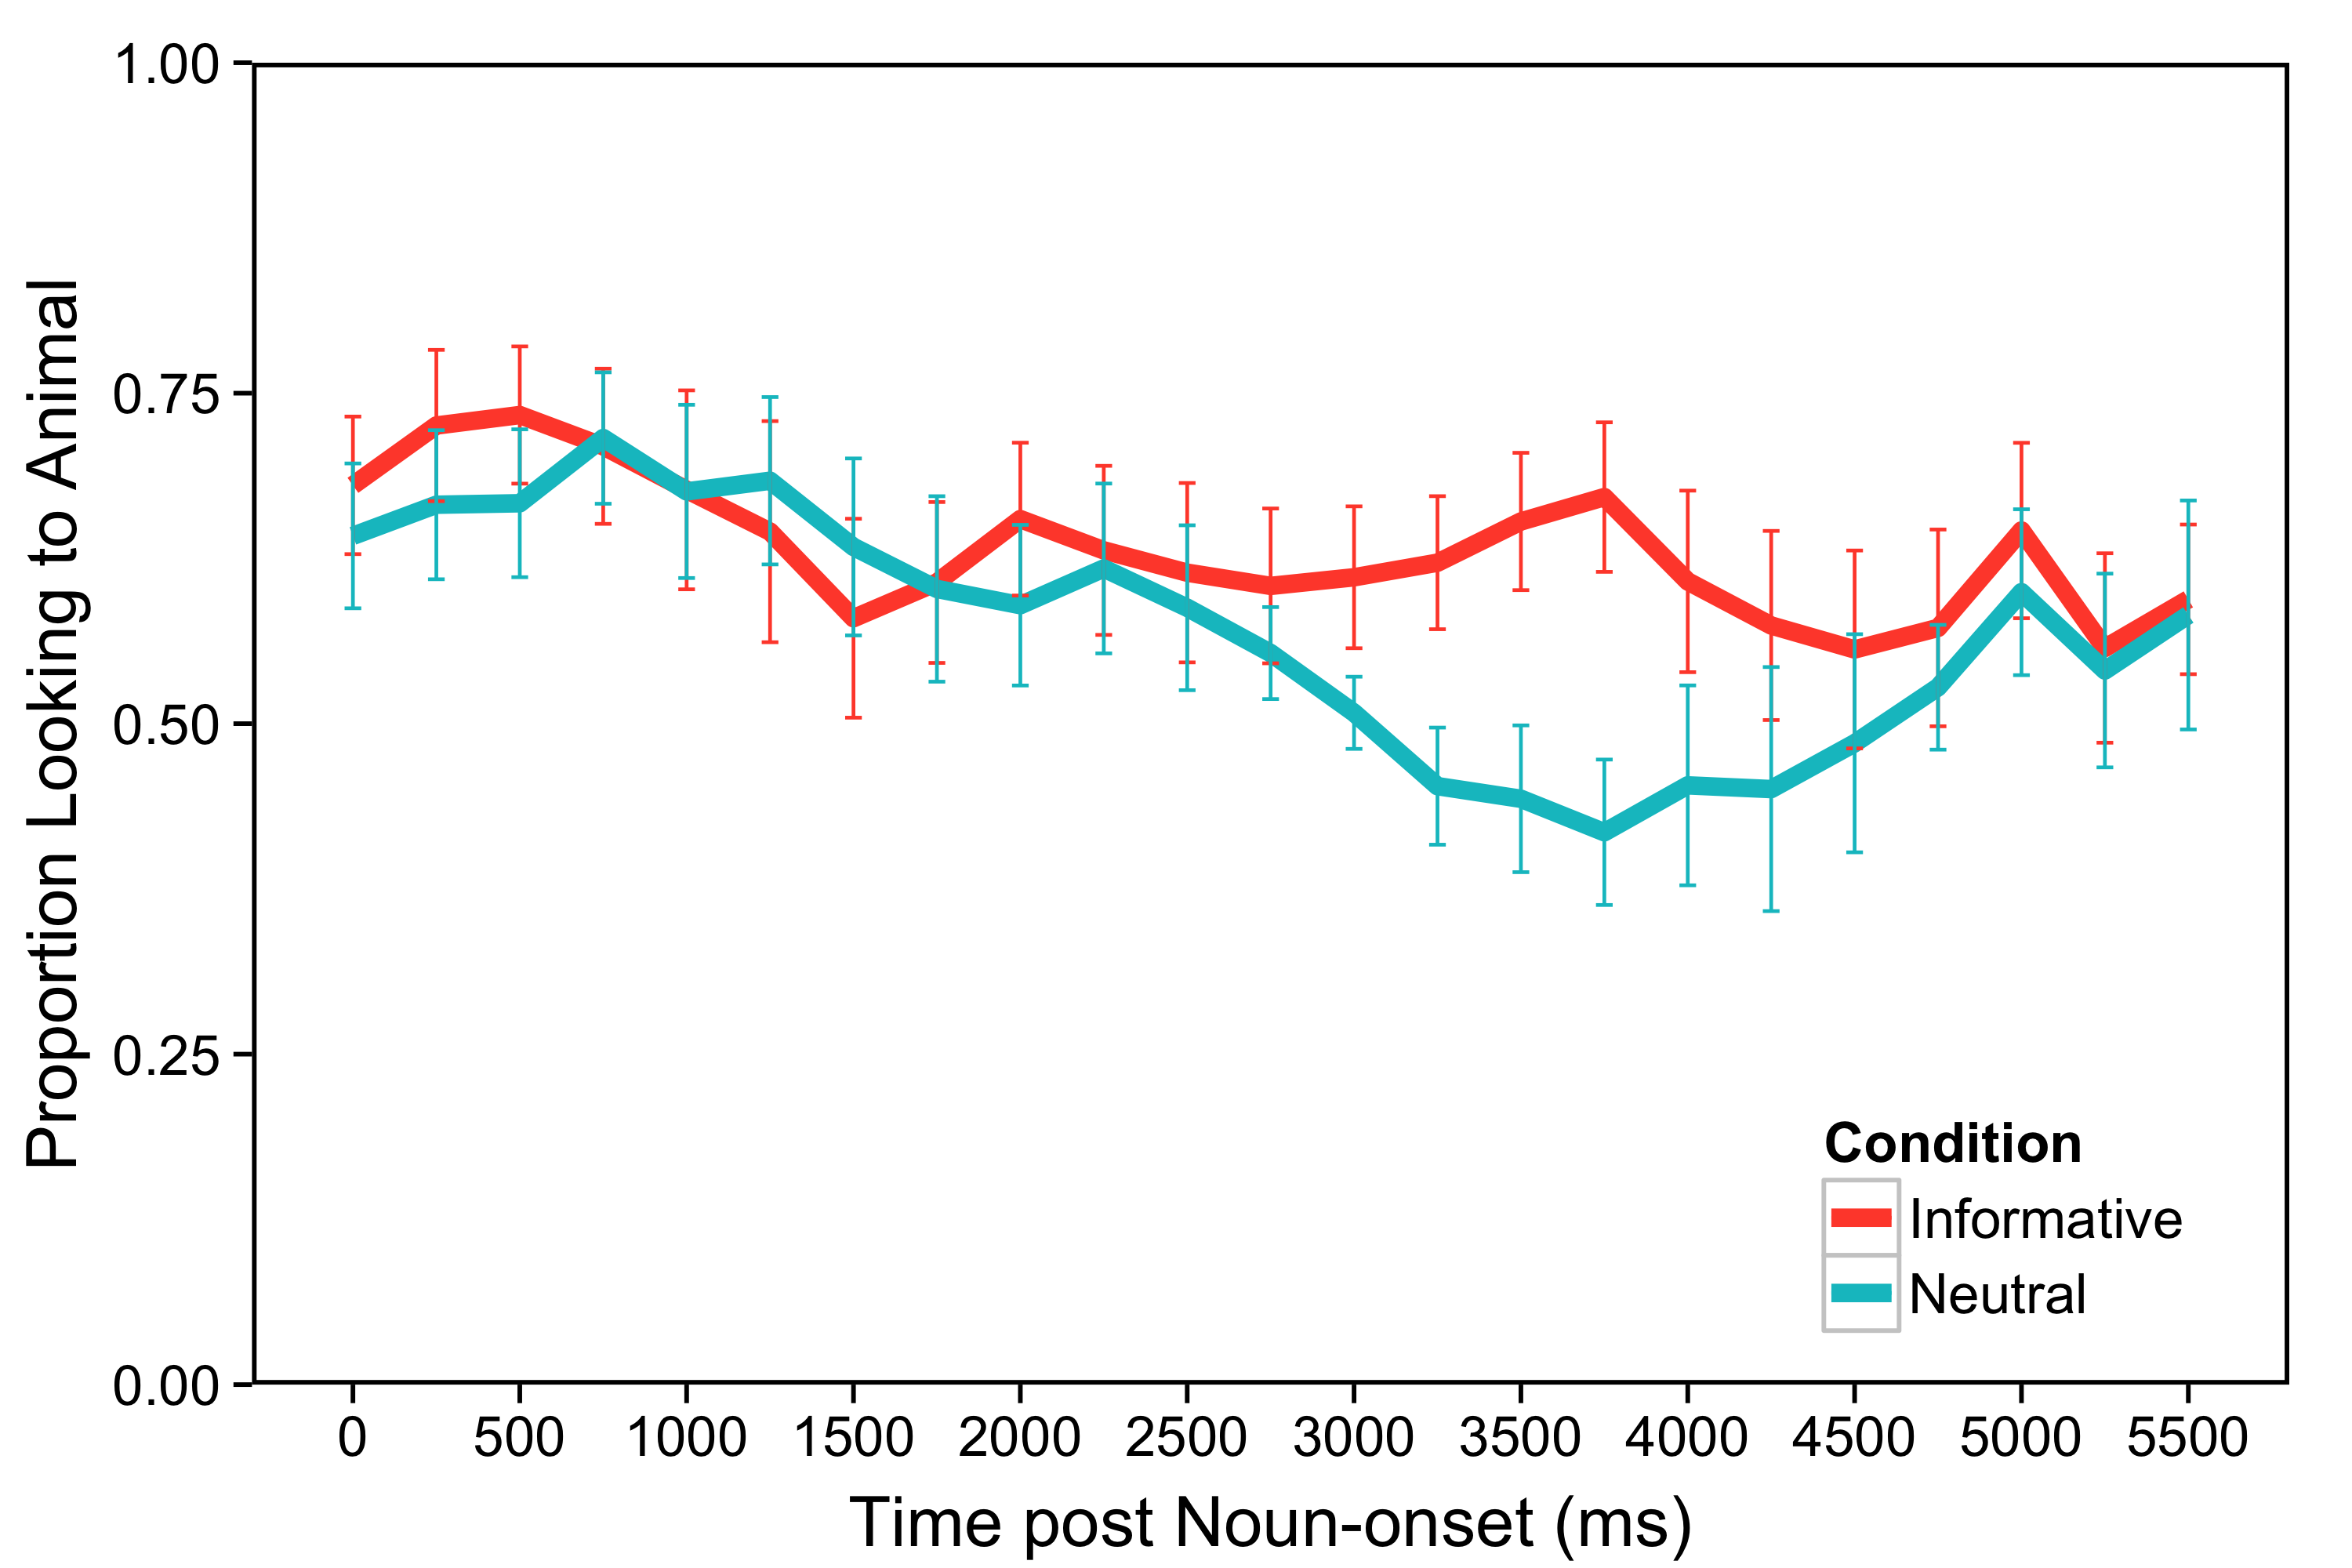 Proportion Looking to Animal
1.00
0.75
0.50
0.25
0.00
Condition
Informative
Neutral
0 500 1000 1500 2000 2500 3000 3500 4000 4500 5000 5500
Time post Noun-onset (ms)